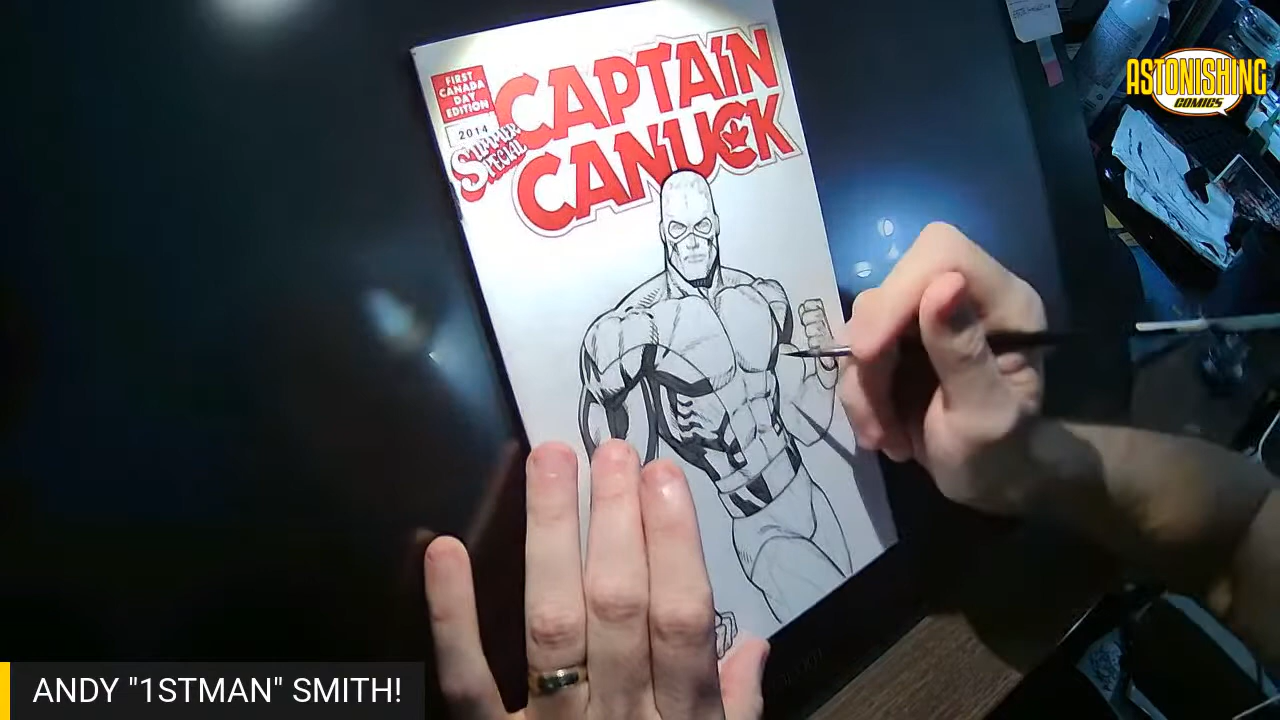 FIRST
CANADA
DAY
EDITION
2014
SUMMER
SPECIAL
CAPTAIN
CANUCK
ASTONISHING
COMICS
ANDY "1STMAN" SMITH!